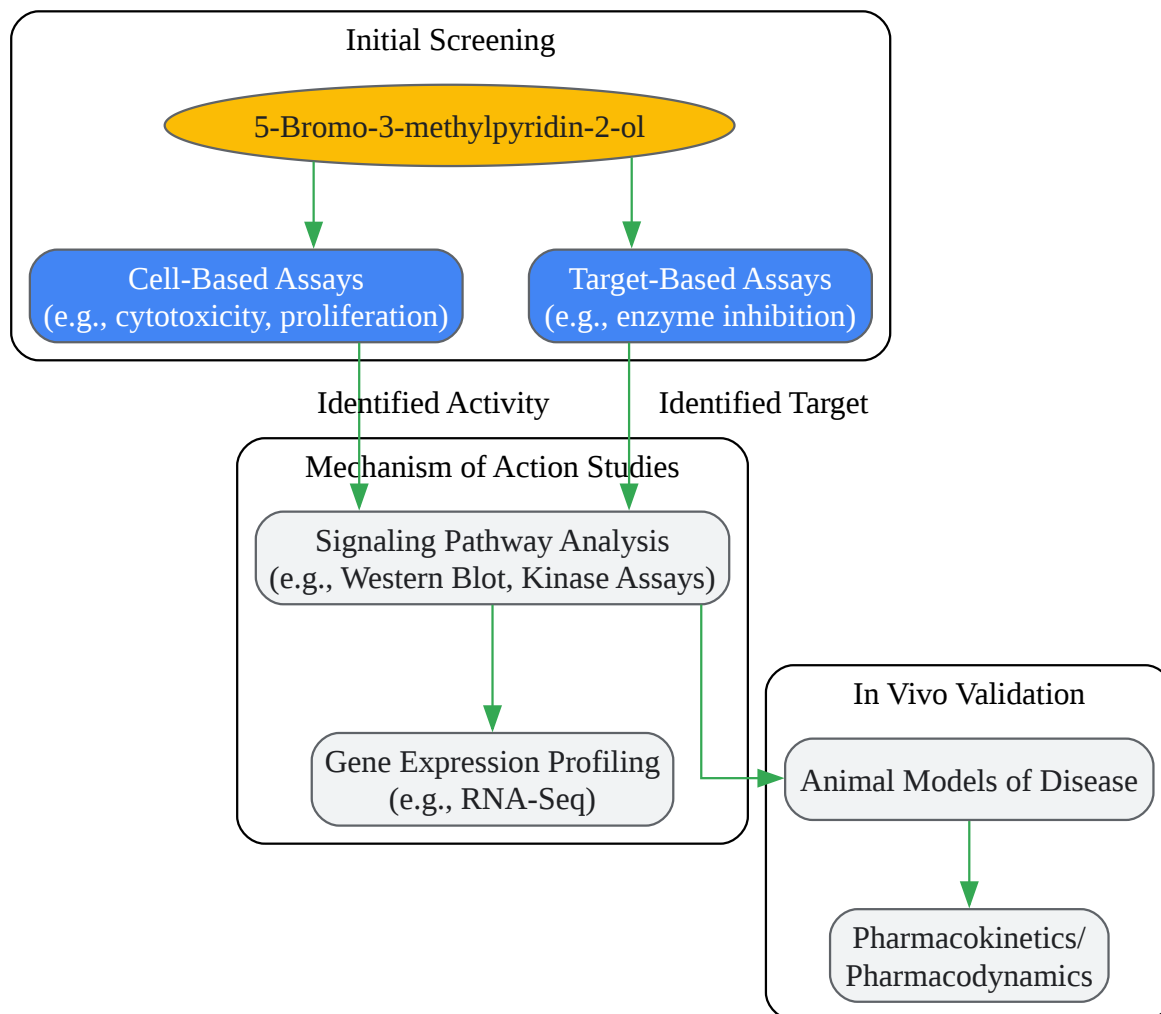 Initial Screening
5-Bromo-3-methylpyridin-2-ol
Cell-Based Assays
(e.g., cytotoxicity, proliferation)
Target-Based Assays
(e.g., enzyme inhibition)
Identified Activity
Identified Target
Mechanism of Action Studies
Signaling Pathway Analysis
(e.g., Western Blot, Kinase Assays)
Gene Expression Profiling
(e.g., RNA-Seq)
In Vivo Validation
Animal Models of Disease
Pharmacokinetics/
Pharmacodynamics